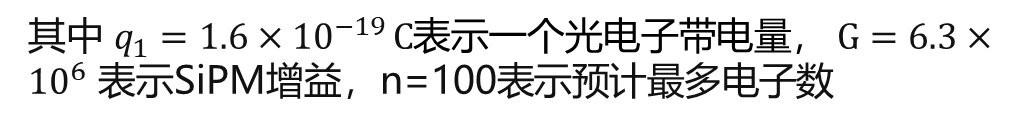 其中 𝑞₁ = 1.6 × 10⁻¹⁹ C表示一个光电子带电量， G = 6.3 ×
10⁶ 表示SiPM增益，n=100表示预计最多电子数